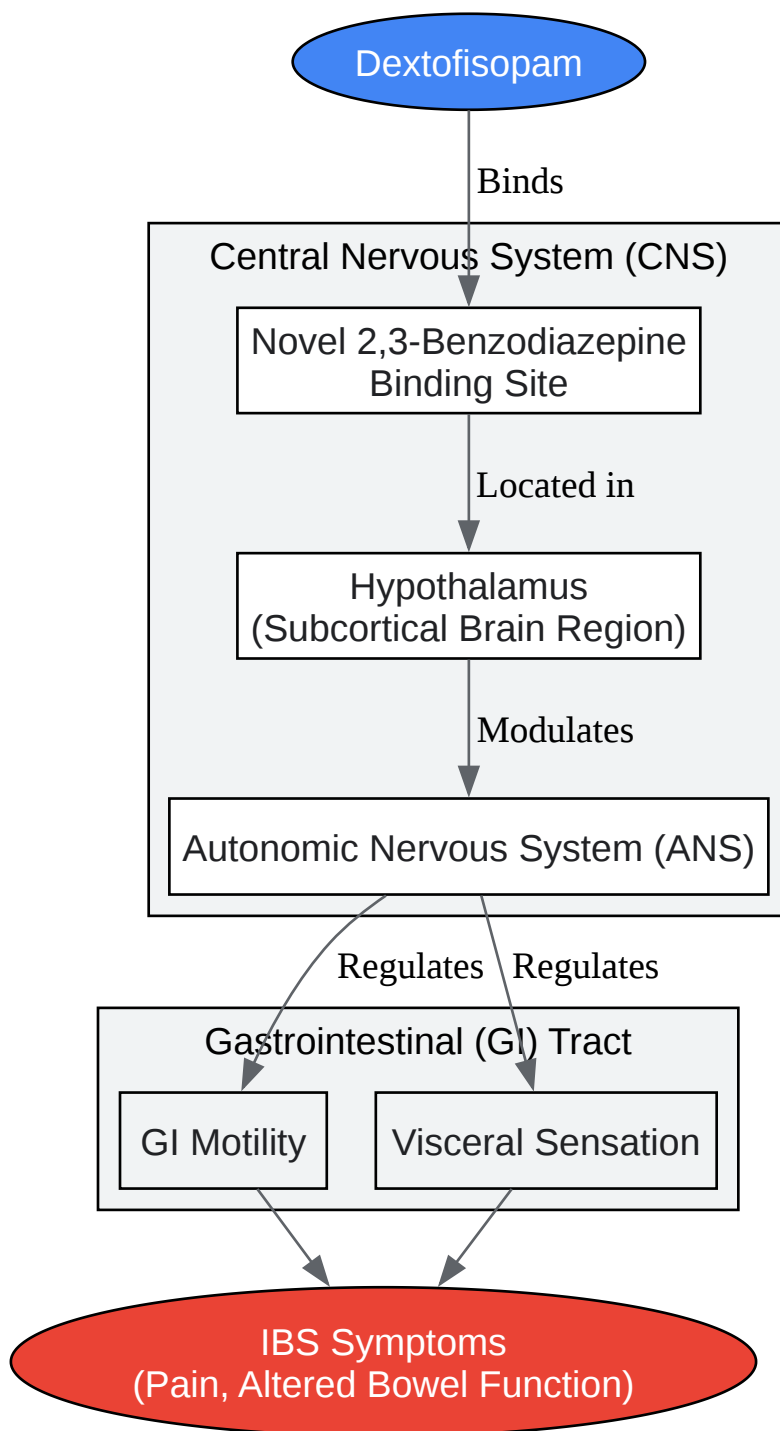 Dextofisopam
Binds
Central Nervous System (CNS)
Novel 2,3-Benzodiazepine
Binding Site
Located in
Hypothalamus
(Subcortical Brain Region)
Modulates
Autonomic Nervous System (ANS)
Regulates
Regulates
Gastrointestinal (GI) Tract
GI Motility
Visceral Sensation
IBS Symptoms
(Pain, Altered Bowel Function)